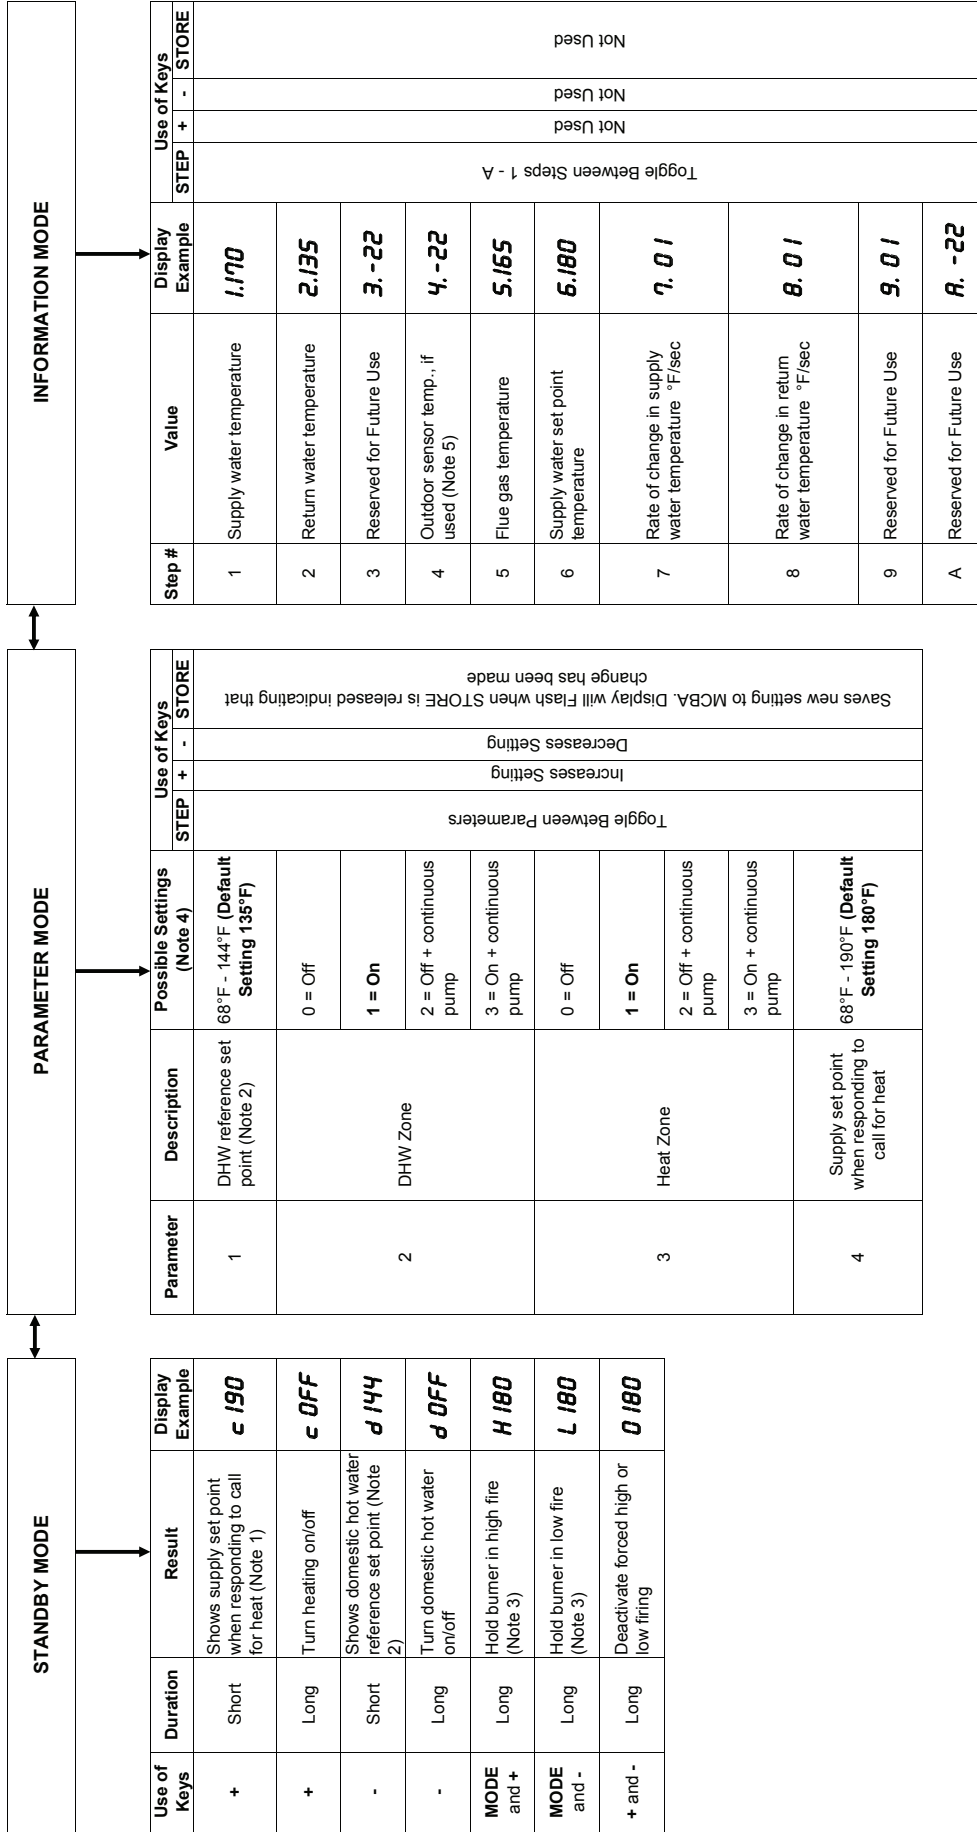 STANDBY MODE
Use of Keys Duration Result Display Example
+ Short Shows supply set point when responding to call for heat (Note 1) c 190
+ Long Turn heating on/off c OFF
- Short Shows domestic hot water reference set point (Note 2) d 144
- Long Turn domestic hot water on/off d OFF
MODE and + Long Hold burner in high fire (Note 3) H 180
MODE and - Long Hold burner in low fire (Note 3) L 180
+ and - Long Deactivate forced high or low firing 0 180
PARAMETER MODE
Parameter Description Possible Settings (Note 4) Use of Keys
STEP + - STORE
1 DHW reference set point (Note 2) 68°F - 144°F (Default Setting 135°F)
2 DHW Zone 0 = Off
1 = On
2 = Off + continuous pump
3 = On + continuous pump
3 Heat Zone 0 = Off
1 = On
2 = Off + continuous pump
3 = On + continuous pump
4 Supply set point when responding to call for heat 68°F - 190°F (Default Setting 180°F)
Toggle Between Parameters
Increases Setting
Decreases Setting
Saves new setting to MCBA. Display will Flash when STORE is released indicating that
change has been made
INFORMATION MODE
Step # Value Display Example Use of Keys
STEP + - STORE
1 Supply water temperature 1.170
2 Return water temperature 2.135
3 Reserved for Future Use 3.-22
4 Outdoor sensor temp., if used (Note 5) 4.-22
5 Flue gas temperature 5.165
6 Supply water set point temperature 6.180
7 Rate of change in supply water temperature °F/sec 7. 01
8 Rate of change in return water temperature °F/sec 8. 01
9 Reserved for Future Use 9. 01
A Reserved for Future Use A. -22
Toggle Between Steps 1 - A
Not Used
Not Used
Not Used